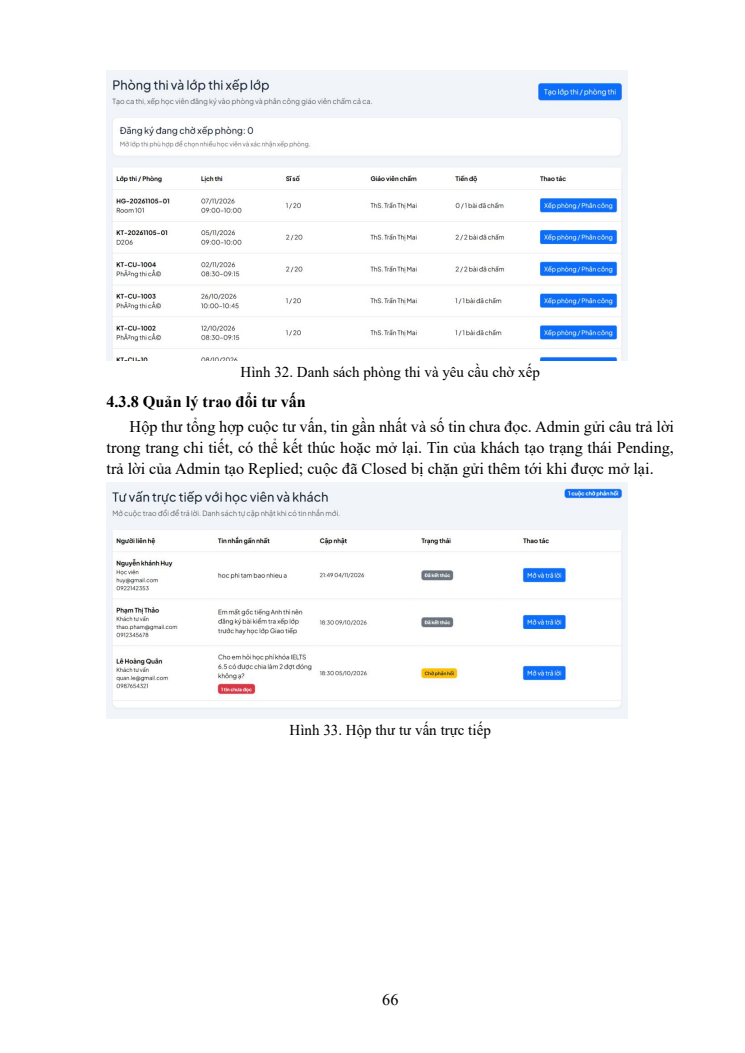 Phòng thi và lớp thi xếp lớp
Tạo lớp thi / phòng thi
Tạo ca thi, xếp học viên đăng ký vào phòng và phân công giáo viên chấm cả ca.
Đăng ký đang chờ xếp phòng: 0
Mở lớp thi phù hợp để chọn nhiều học viên và xác nhận xếp phòng.
Lớp thi / Phòng Lịch thi Sĩ số Giáo viên chấm Tiến độ Thao tác
HG-20261105-01 07/11/2026 1 / 20 ThS. Trần Thị Mai 0 / 1 bài đã chấm Xếp phòng / Phân công
Room 101 09:00-10:00
KT-20261105-01 05/11/2026 2 / 20 ThS. Trần Thị Mai 2 / 2 bài đã chấm Xếp phòng / Phân công
D206 09:00-10:00
KT-CU-1004 02/11/2026 2 / 20 ThS. Trần Thị Mai 2 / 2 bài đã chấm Xếp phòng / Phân công
PhÃ²ng thi cÅ© 08:30-09:15
KT-CU-1003 26/10/2026 1 / 20 ThS. Trần Thị Mai 1 / 1 bài đã chấm Xếp phòng / Phân công
PhÃ²ng thi cÅ© 10:00-10:45
KT-CU-1002 12/10/2026 1 / 20 ThS. Trần Thị Mai 1 / 1 bài đã chấm Xếp phòng / Phân công
PhÃ²ng thi cÅ© 08:30-09:15
KT-CU-10 08/10/2026
Hình 32. Danh sách phòng thi và yêu cầu chờ xếp
4.3.8 Quản lý trao đổi tư vấn
Hộp thư tổng hợp cuộc tư vấn, tin gần nhất và số tin chưa đọc. Admin gửi câu trả lời
trong trang chi tiết, có thể kết thúc hoặc mở lại. Tin của khách tạo trạng thái Pending,
trả lời của Admin tạo Replied; cuộc đã Closed bị chặn gửi thêm tới khi được mở lại.
Tư vấn trực tiếp với học viên và khách
1 cuộc chờ phản hồi
Mở cuộc trao đổi để trả lời. Danh sách tự cập nhật khi có tin nhắn mới.
Người liên hệ Tin nhắn gần nhất Cập nhật Trạng thái Thao tác
Nguyễn khánh Huy
Học viên
huy@gmail.com
0922142353
hoc phi tam bao nhieu a 21:49 04/11/2026 Đã kết thúc Mở và trả lời
Phạm Thị Thảo
Khách tư vấn
thao.pham@gmail.com
0912345678
Em mất gốc tiếng Anh thì nên
đăng ký bài kiểm tra xếp lớp
trước hay học lớp Giao tiếp
18:30 09/10/2026 Đã kết thúc Mở và trả lời
Lê Hoàng Quân
Khách tư vấn
quan.le@gmail.com
0987654321
Cho em hỏi học phí khóa IELTS
6.5 có được chia làm 2 đợt đóng
không ạ?
1 tin chưa đọc
18:30 05/10/2026 Chờ phản hồi Mở và trả lời
Hình 33. Hộp thư tư vấn trực tiếp
66